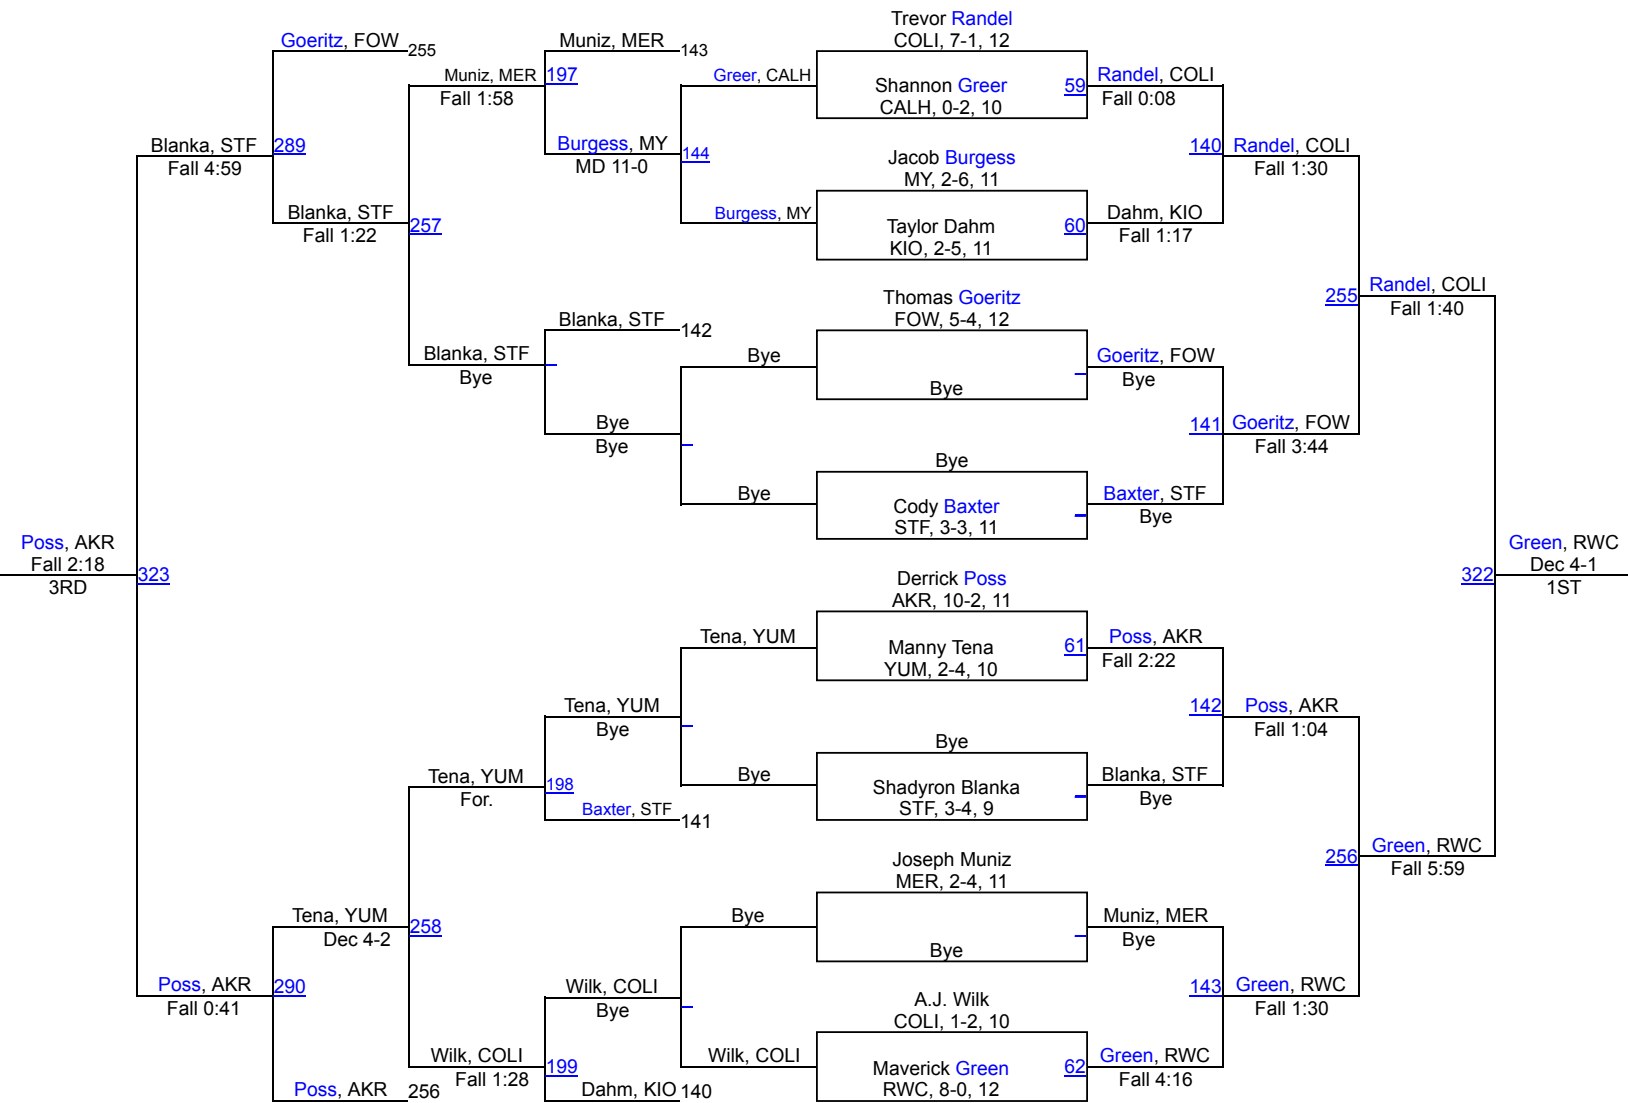 Trevor Randel
COLI, 7-1, 12
Goeritz, FOW
255
Muniz, MER
143
Muniz, MER
197
Fall 1:58
Greer, CALH
Shannon Greer
CALH, 0-2, 10
59
Randel, COLI
Fall 0:08
Blanka, STF
289
Fall 4:59
Burgess, MY
144
MD 11-0
Jacob Burgess
MY, 2-6, 11
140
Randel, COLI
Fall 1:30
Blanka, STF
257
Fall 1:22
Burgess, MY
Taylor Dahm
KIO, 2-5, 11
60
Dahm, KIO
Fall 1:17
Thomas Goeritz
FOW, 5-4, 12
255
Randel, COLI
Fall 1:40
Blanka, STF
142
Blanka, STF
Bye
Bye
Bye
Goeritz, FOW
Bye
Bye
Bye
141
Goeritz, FOW
Fall 3:44
Bye
Bye
Cody Baxter
STF, 3-3, 11
Baxter, STF
Bye
Poss, AKR
Fall 2:18
323
3RD
Green, RWC
322
Dec 4-1
1ST
Derrick Poss
AKR, 10-2, 11
Tena, YUM
Manny Tena
YUM, 2-4, 10
61
Poss, AKR
Fall 2:22
Tena, YUM
Bye
142
Poss, AKR
Fall 1:04
Bye
Tena, YUM
198
For.
Bye
Shadyron Blanka
STF, 3-4, 9
Blanka, STF
Bye
Baxter, STF
141
Joseph Muniz
MER, 2-4, 11
256
Green, RWC
Fall 5:59
Tena, YUM
258
Dec 4-2
Bye
Bye
Muniz, MER
Bye
Poss, AKR
290
Fall 0:41
Wilk, COLI
Bye
A.J. Wilk
COLI, 1-2, 10
143
Green, RWC
Fall 1:30
Wilk, COLI
199
Fall 1:28
Wilk, COLI
Maverick Green
RWC, 8-0, 12
62
Green, RWC
Fall 4:16
Poss, AKR
256
Dahm, KIO
140